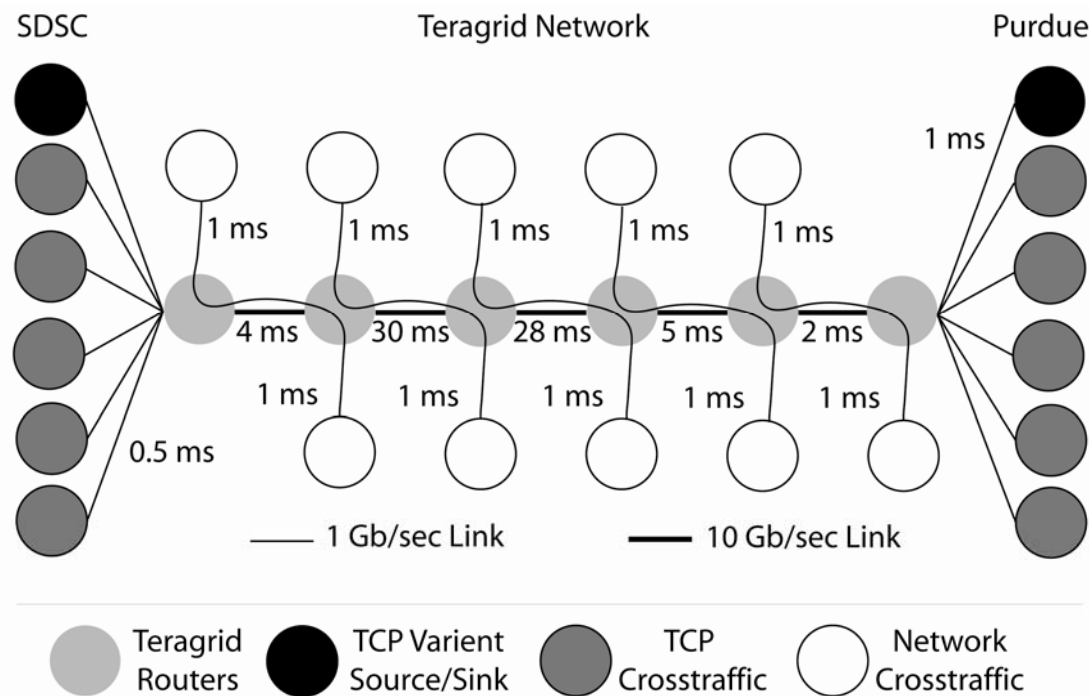 SDSC
Teragrid Network
Purdue
1 ms
1 ms
1 ms
1 ms
1 ms
1 ms
4 ms
30 ms
28 ms
5 ms
2 ms
1 ms
1 ms
1 ms
1 ms
1 ms
0.5 ms
1 Gb/sec Link
10 Gb/sec Link
Teragrid
Routers
TCP Varient
Source/Sink
TCP
Crosstraffic
Network
Crosstraffic